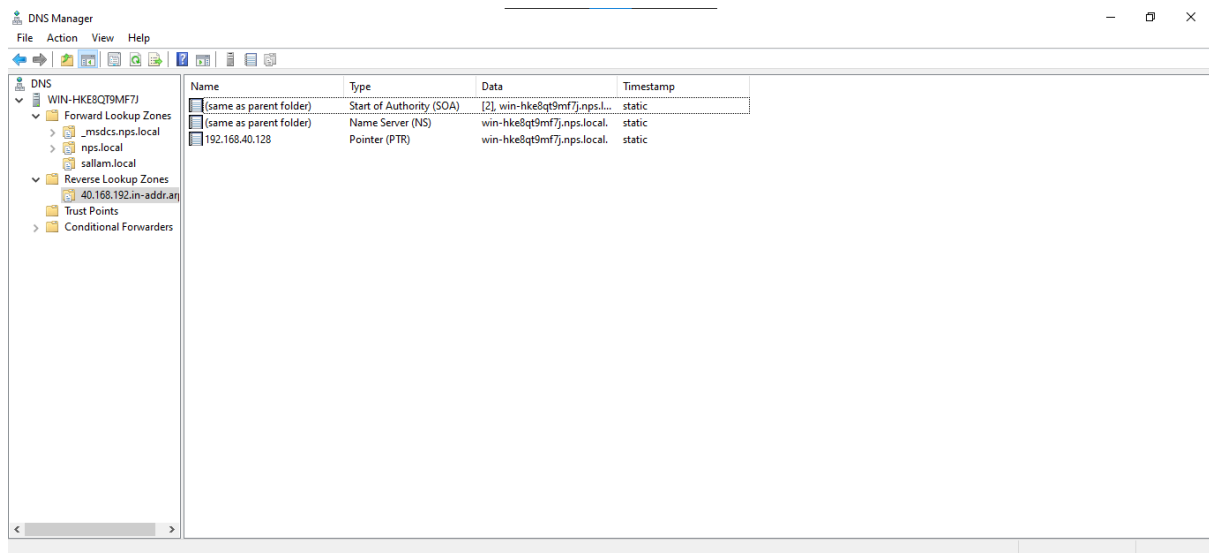 DNS Manager
File Action View Help
DNS
WIN-HKE8QT9MF7J
Forward Lookup Zones
_msdcs.nps.local
nps.local
sallam.local
Reverse Lookup Zones
40.168.192.in-addr.arp
Trust Points
Conditional Forwarders
Name Type Data Timestamp
(same as parent folder) Start of Authority (SOA) [2], win-hke8qt9mf7j.nps.l... static
(same as parent folder) Name Server (NS) win-hke8qt9mf7j.nps.local. static
192.168.40.128 Pointer (PTR) win-hke8qt9mf7j.nps.local. static